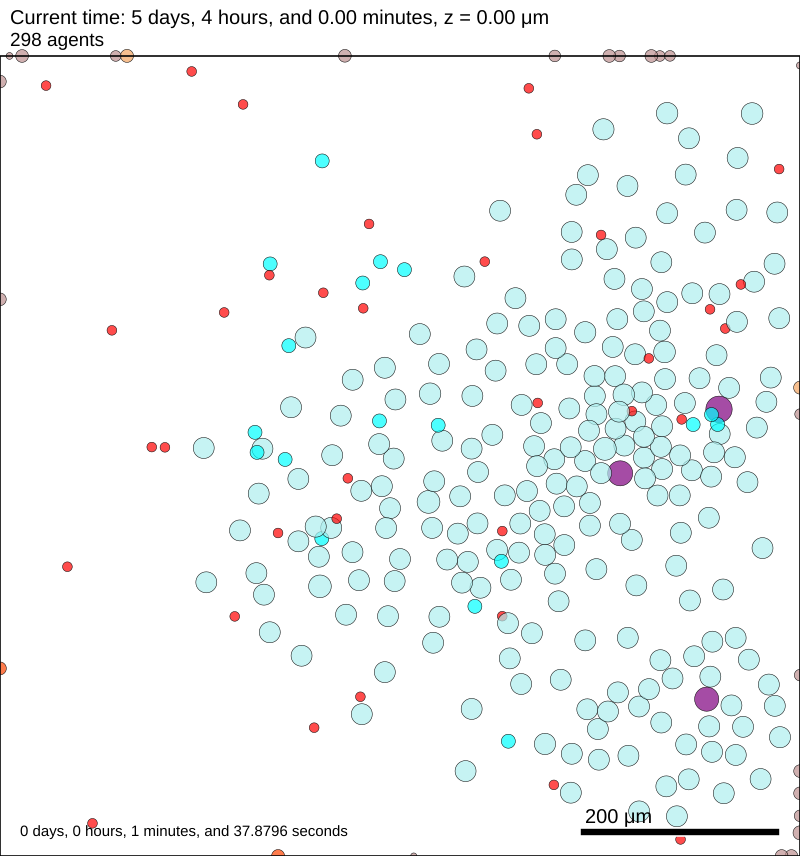 Current time: 5 days, 4 hours, and 0.00 minutes, z = 0.00 μm
298 agents
200 μm
0 days, 0 hours, 1 minutes, and 37.8796 seconds